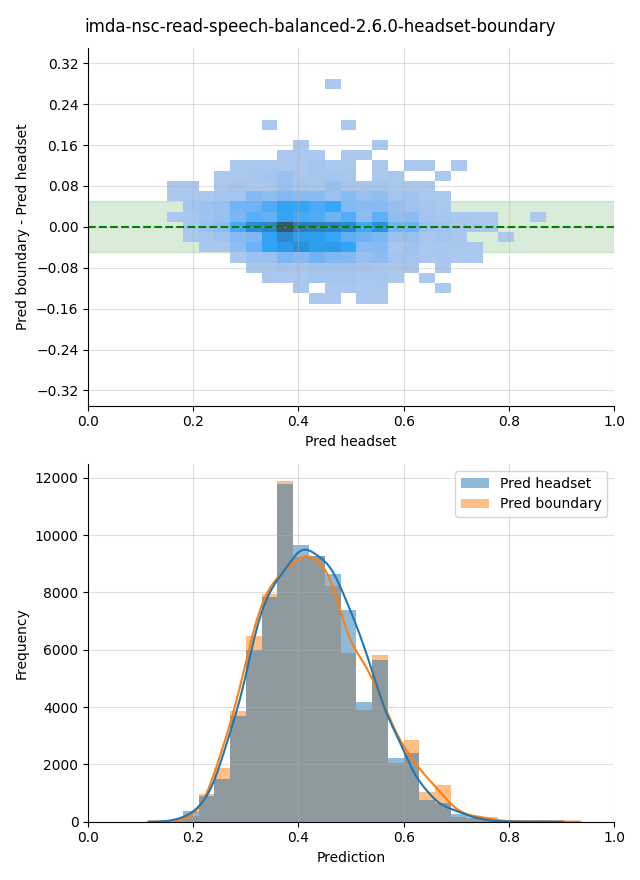 imda-nsc-read-speech-balanced-2.6.0-headset-boundary
Pred boundary - Pred headset
0.32
0.24
0.16
0.08
0.00
−0.08
−0.16
−0.24
−0.32
0.0 0.2 0.4 0.6 0.8 1.0
Pred headset
Frequency
12000
10000
8000
6000
4000
2000
0
Pred headset
Pred boundary
0.0 0.2 0.4 0.6 0.8 1.0
Prediction